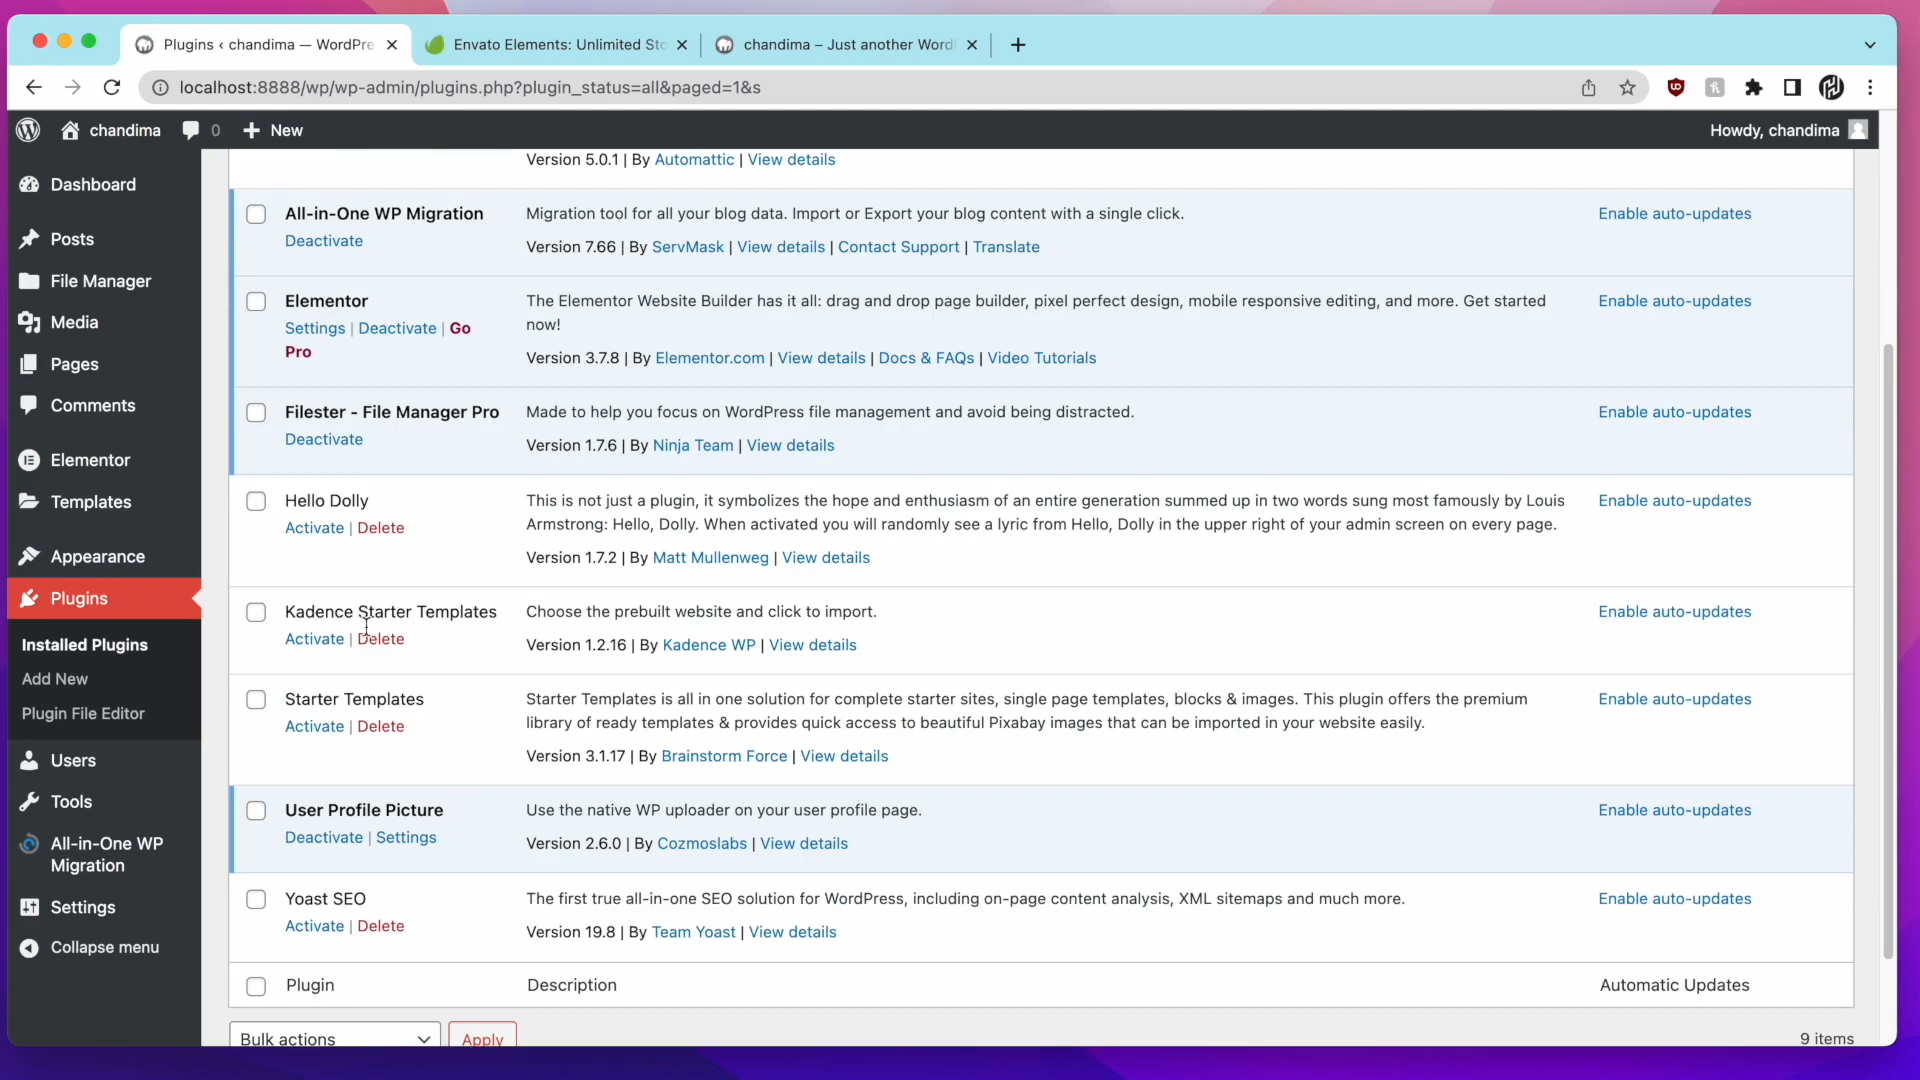 Plugins ‹ chandima — WordPre
Envato Elements: Unlimited Sto
chandima – Just another Word
localhost:8888/wp/wp-admin/plugins.php?plugin_status=all&paged=1&s
chandima
0
New
Howdy, chandima
Dashboard
Posts
File Manager
Media
Pages
Comments
Elementor
Templates
Appearance
Plugins
Installed Plugins
Add New
Plugin File Editor
Users
Tools
All-in-One WP
Migration
Settings
Collapse menu
Version 5.0.1 | By Automattic | View details
All-in-One WP Migration
Deactivate
Migration tool for all your blog data. Import or Export your blog content with a single click.
Version 7.66 | By ServMask | View details | Contact Support | Translate
Enable auto-updates
Elementor
Settings | Deactivate | Go
Pro
The Elementor Website Builder has it all: drag and drop page builder, pixel perfect design, mobile responsive editing, and more. Get started
now!
Version 3.7.8 | By Elementor.com | View details | Docs & FAQs | Video Tutorials
Enable auto-updates
Filester - File Manager Pro
Deactivate
Made to help you focus on WordPress file management and avoid being distracted.
Version 1.7.6 | By Ninja Team | View details
Enable auto-updates
Hello Dolly
Activate | Delete
This is not just a plugin, it symbolizes the hope and enthusiasm of an entire generation summed up in two words sung most famously by Louis
Armstrong: Hello, Dolly. When activated you will randomly see a lyric from Hello, Dolly in the upper right of your admin screen on every page.
Version 1.7.2 | By Matt Mullenweg | View details
Enable auto-updates
Kadence Starter Templates
Activate | Delete
Choose the prebuilt website and click to import.
Version 1.2.16 | By Kadence WP | View details
Enable auto-updates
Starter Templates
Activate | Delete
Starter Templates is all in one solution for complete starter sites, single page templates, blocks & images. This plugin offers the premium
library of ready templates & provides quick access to beautiful Pixabay images that can be imported in your website easily.
Version 3.1.17 | By Brainstorm Force | View details
Enable auto-updates
User Profile Picture
Deactivate | Settings
Use the native WP uploader on your user profile page.
Version 2.6.0 | By Cozmoslabs | View details
Enable auto-updates
Yoast SEO
Activate | Delete
The first true all-in-one SEO solution for WordPress, including on-page content analysis, XML sitemaps and much more.
Version 19.8 | By Team Yoast | View details
Enable auto-updates
Plugin
Description
Automatic Updates
Bulk actions
Apply
9 items